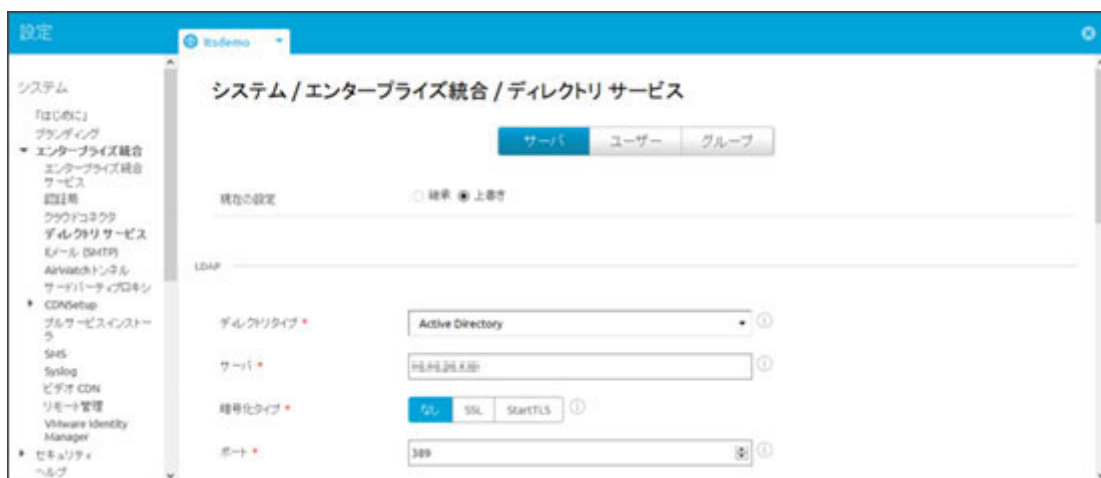 設定
ltsdemo
システム
「はじめに」
ブランディング
エンタープライズ統合
エンタープライズ統合
サービス
認証局
クラウドコネクタ
ディレクトリ サービス
Eメール (SMTP)
AirWatchトンネル
サードパーティプロキシ
CDNSetup
プルサービスインストー
ラ
SMS
Syslog
ビデオ CDN
リモート管理
VMware Identity
Manager
セキュリティ
ヘルプ
システム / エンタープライズ統合 / ディレクトリ サービス
サーバ ユーザー グループ
現在の設定 継承 上書き
LDAP
ディレクトリタイプ * Active Directory
サーバ *
暗号化タイプ * なし SSL StartTLS
ポート * 389